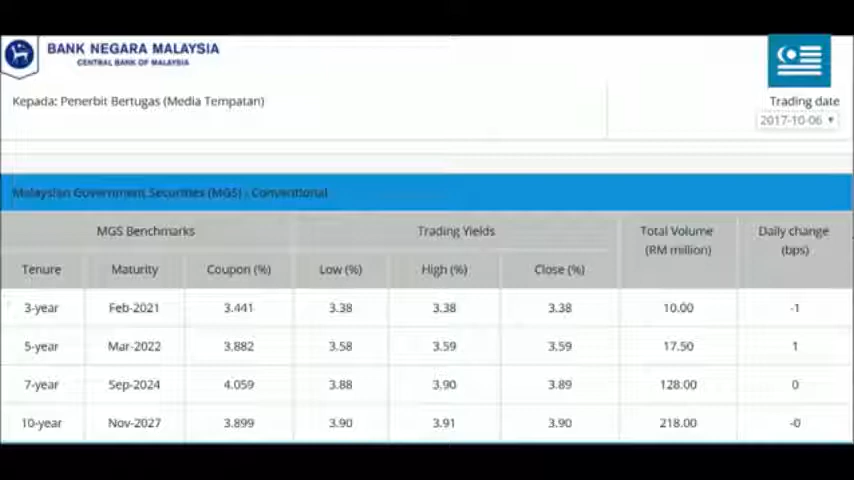 BANK NEGARA MALAYSIA
CENTRAL BANK OF MALAYSIA
Kepada: Penerbit Bertugas (Media Tempatan)
Trading date
2017-10-06
Malaysian Government Securities (MGS) : Conventional
MGS Benchmarks Trading Yields Total Volume (RM million) Daily change (bps)
Tenure Maturity Coupon (%) Low (%) High (%) Close (%)
3-year Feb-2021 3.441 3.38 3.38 3.38 10.00 -1
5-year Mar-2022 3.882 3.58 3.59 3.59 17.50 1
7-year Sep-2024 4.059 3.88 3.90 3.89 128.00 0
10-year Nov-2027 3.899 3.90 3.91 3.90 218.00 -0